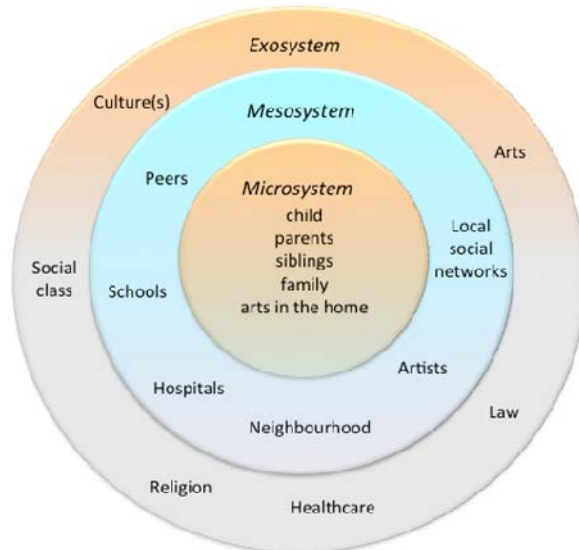 Exosystem
Culture(s)
Mesosystem
Arts
Peers
Microsystem
child
parents
siblings
family
arts in the home
Local
social
networks
Social
class
Schools
Artists
Hospitals
Law
Neighbourhood
Religion
Healthcare